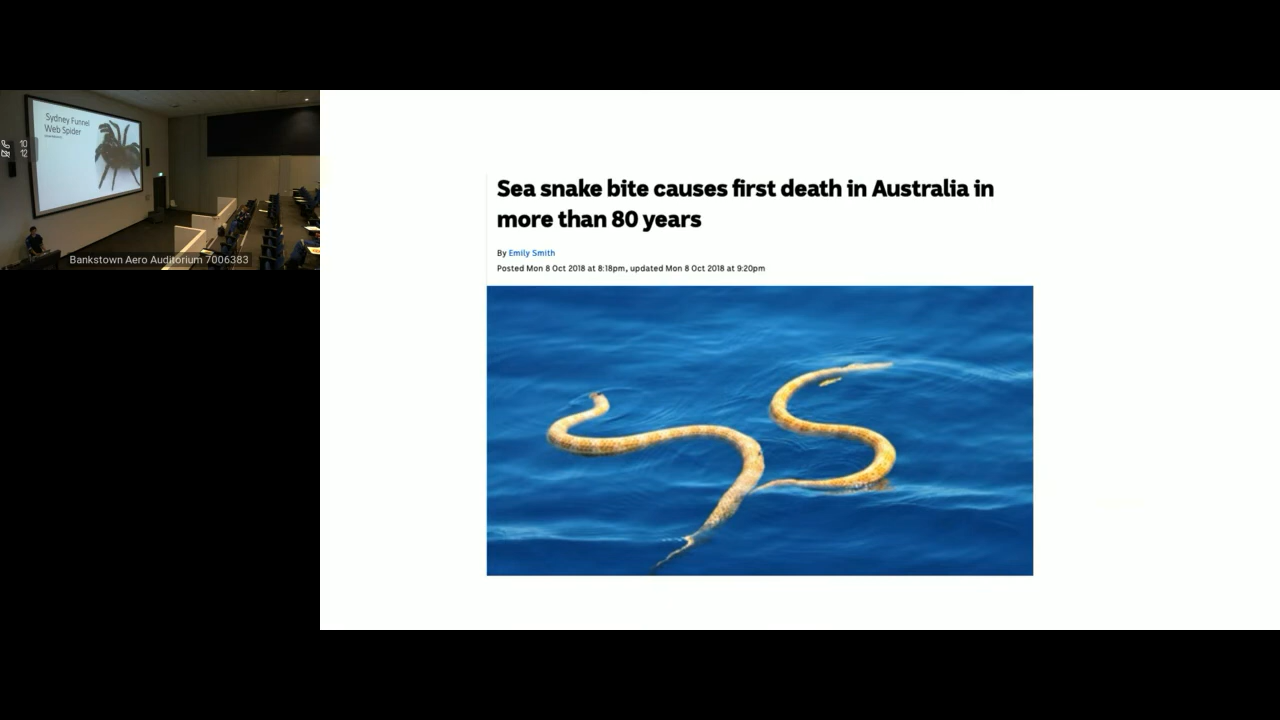 Sydney Funnel
Web Spider
10
12
Bankstown Aero Auditorium 7006383
Sea snake bite causes first death in Australia in
more than 80 years
By Emily Smith
Posted Mon 8 Oct 2018 at 8:18pm, updated Mon 8 Oct 2018 at 9:20pm